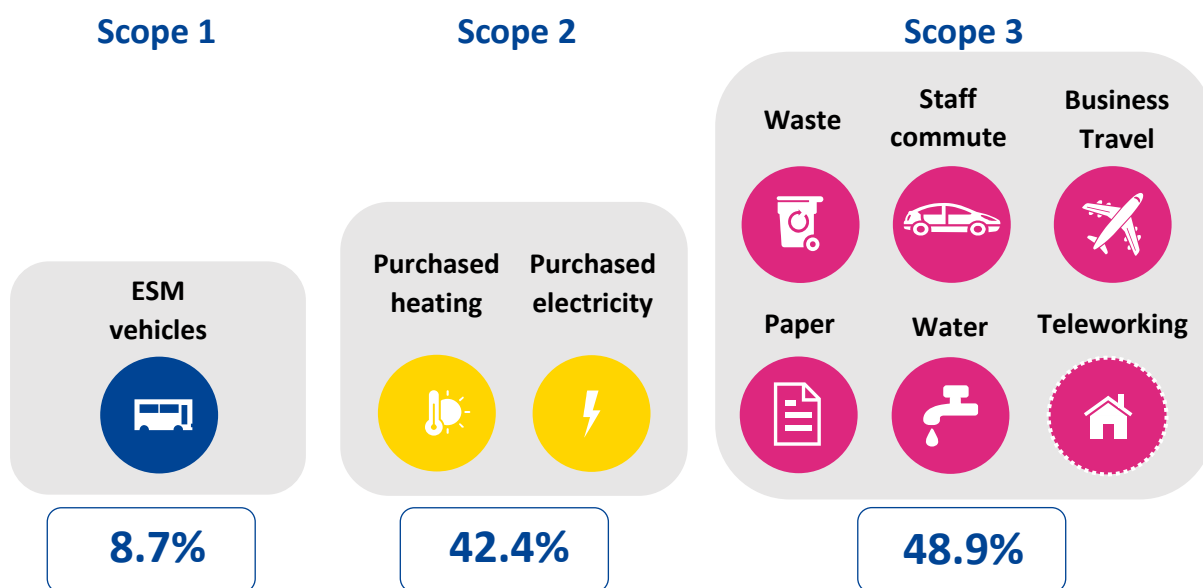 Scope 1
Scope 2
Scope 3
ESM
vehicles
Purchased
heating
Purchased
electricity
Waste
Staff
commute
Business
Travel
Paper
Water
Teleworking
8.7%
42.4%
48.9%